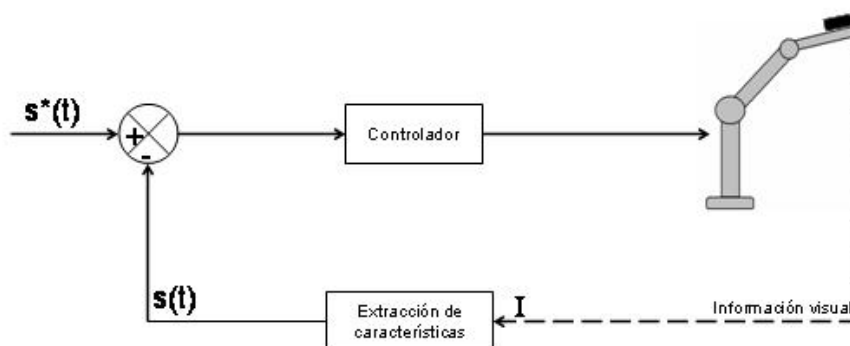 s*(t)
+
-
Controlador
s(t)
Extracción de
características
I
Información visual